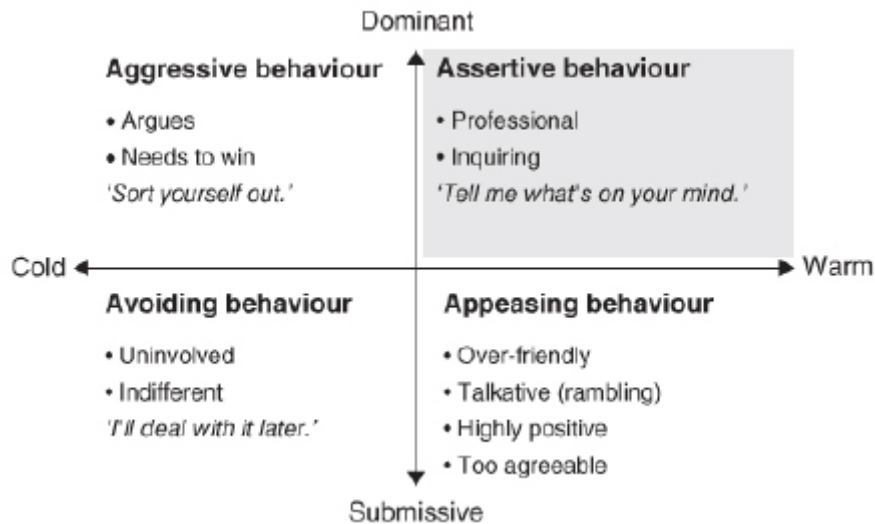 Dominant
Aggressive behaviour
• Argues
• Needs to win
'Sort yourself out.'
Assertive behaviour
• Professional
• Inquiring
'Tell me what's on your mind.'
Cold
Warm
Avoiding behaviour
• Uninvolved
• Indifferent
'I'll deal with it later.'
Appeasing behaviour
• Over-friendly
• Talkative (rambling)
• Highly positive
• Too agreeable
Submissive